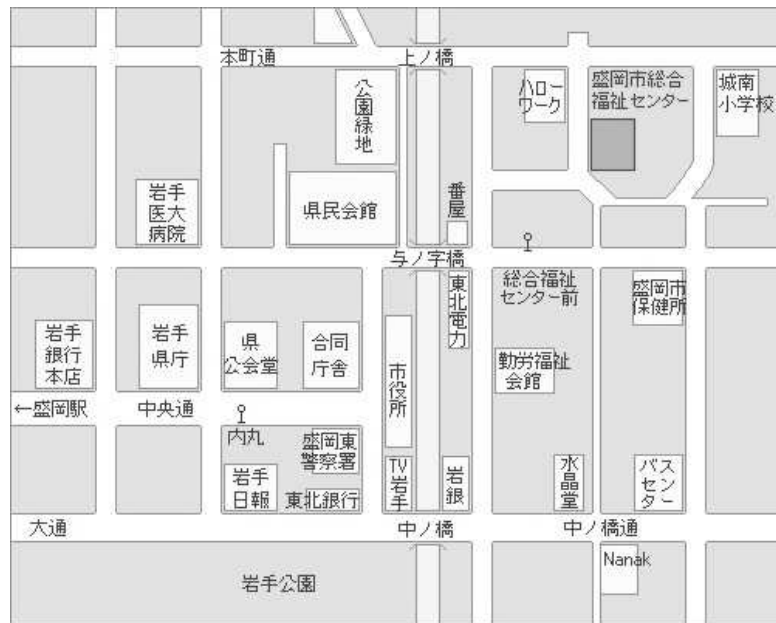 本町通
上ノ橋
公園緑地
ハロー
ワーク
盛岡市総合
福祉センター
城南
小学校
岩手
医大
病院
県民会館
番屋
与ノ字橋
総合福祉
センター前
東北電力
盛岡市
保健所
岩手
銀行
本店
岩手
県庁
県
公会堂
合同
庁舎
市役所
勤労福祉
会館
←盛岡駅
中央通
内丸
盛岡東
警察署
岩手
日報
東北銀行
TV
岩手
岩銀
水晶堂
バス
センター
大通
中ノ橋
中ノ橋通
岩手公園
Nanak